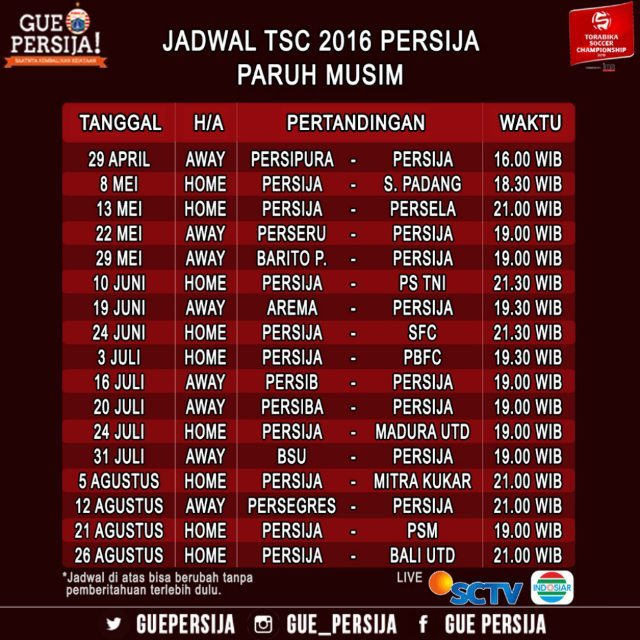 GUE
PERSIJA!
SAATNYA KEMBALIKAN KEJAYAAN
JADWAL TSC 2016 PERSIJA
PARUH MUSIM
TORABIKA
SOCCER
CHAMPIONSHIP
TANGGAL H/A PERTANDINGAN WAKTU
29 APRIL AWAY PERSIPURA - PERSIJA 16.00 WIB
8 MEI HOME PERSIJA - S. PADANG 18.30 WIB
13 MEI HOME PERSIJA - PERSELA 21.00 WIB
22 MEI AWAY PERSERU - PERSIJA 19.00 WIB
29 MEI AWAY BARITO P. - PERSIJA 19.00 WIB
10 JUNI HOME PERSIJA - PS TNI 21.30 WIB
19 JUNI AWAY AREMA - PERSIJA 19.30 WIB
24 JUNI HOME PERSIJA - SFC 21.30 WIB
3 JULI HOME PERSIJA - PBFC 19.30 WIB
16 JULI AWAY PERSIB - PERSIJA 19.00 WIB
20 JULI AWAY PERSIBA - PERSIJA 19.00 WIB
24 JULI HOME PERSIJA - MADURA UTD 19.00 WIB
31 JULI AWAY BSU - PERSIJA 19.00 WIB
5 AGUSTUS HOME PERSIJA - MITRA KUKAR 21.00 WIB
12 AGUSTUS AWAY PERSEGRES - PERSIJA 21.00 WIB
21 AGUSTUS HOME PERSIJA - PSM 19.00 WIB
26 AGUSTUS HOME PERSIJA - BALI UTD 21.00 WIB
*Jadwal di atas bisa berubah tanpa
pemberitahuan terlebih dulu.
LIVE SCTV INDOSIAR
GUEPERSIJA GUE_PERSIJA GUE PERSIJA